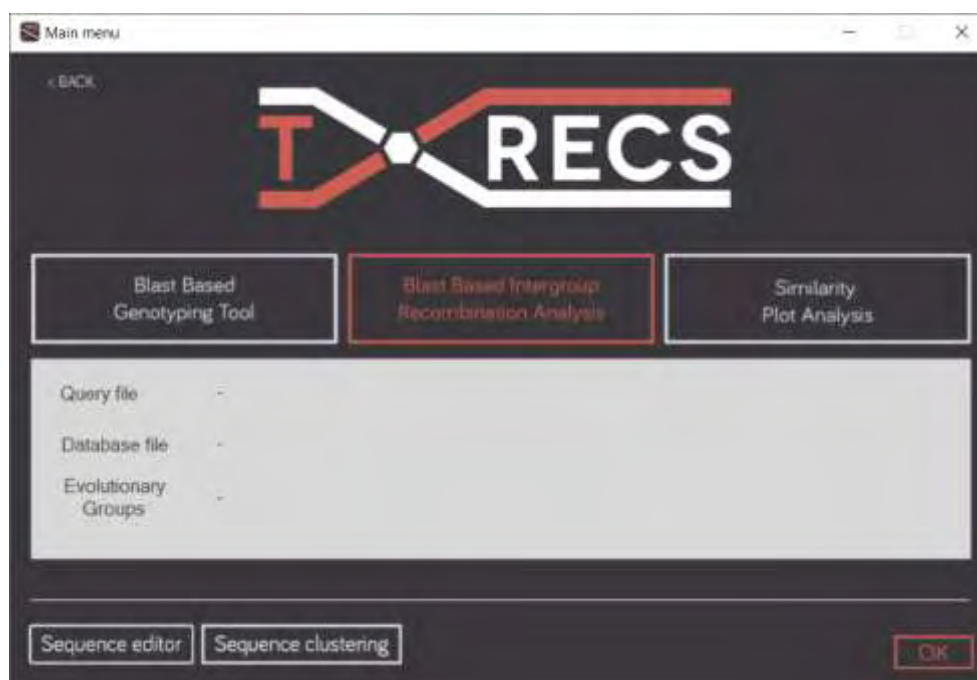 Main menu
< BACK
T RECS
Blast Based
Genotyping Tool
Blast Based Intergroup
Recombination Analysis
Similarity
Plot Analysis
Query file -
Database file -
Evolutionary
Groups -
Sequence editor
Sequence clustering
OK